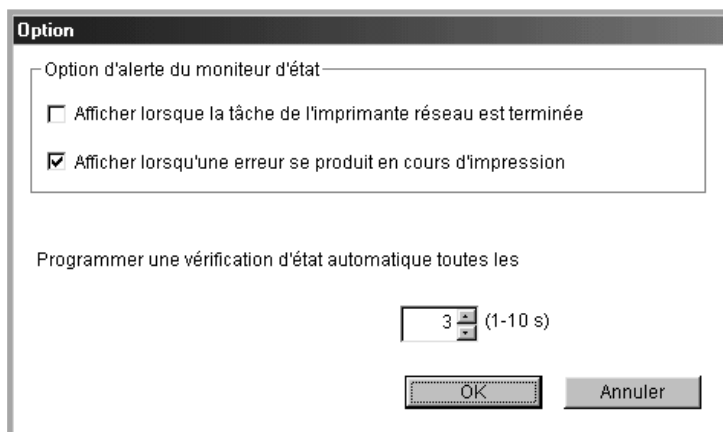 Option
Option d'alerte du moniteur d'état
Afficher lorsque la tâche de l'imprimante réseau est terminée
Afficher lorsqu'une erreur se produit en cours d'impression
Programmer une vérification d'état automatique toutes les
3 (1-10 s)
OK Annuler